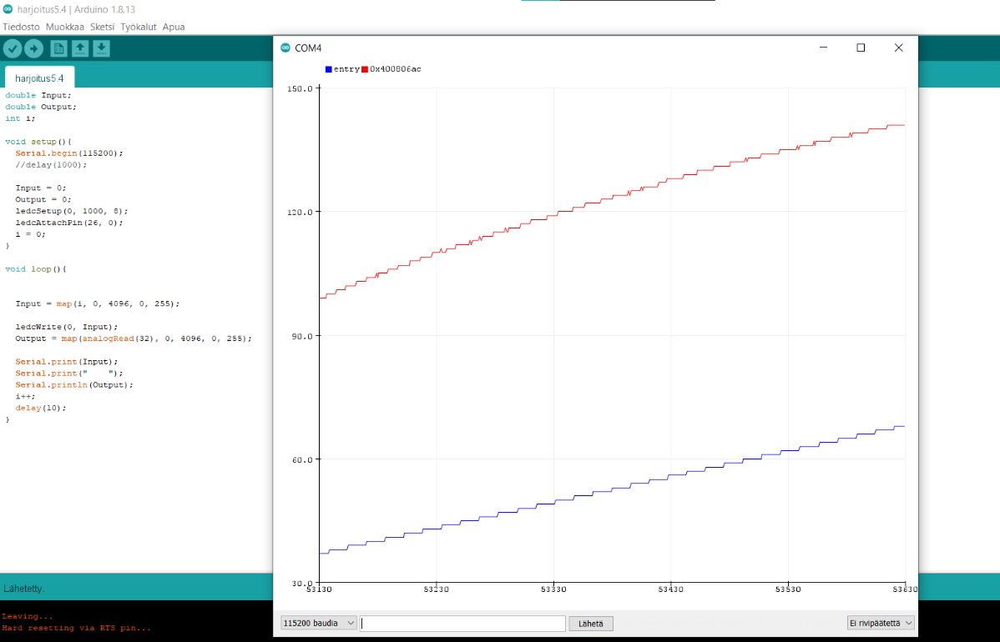 harjoitus5.4 | Arduino 1.8.13
Tiedosto Muokkaa Sketsi Työkalut Apua
harjoitus5.4
double Input;
double Output;
int i;
void setup(){
Serial.begin(115200);
//delay(1000);
Input = 0;
Output = 0;
ledcSetup(0, 1000, 8);
ledcAttachPin(26, 0);
i = 0;
}
void loop(){
Input = map(i, 0, 4096, 0, 255);
ledcWrite(0, Input);
Output = map(analogRead(32), 0, 4096, 0, 255);
Serial.print(Input);
Serial.print("    ");
Serial.println(Output);
i++;
delay(10);
}
Lähetetty.
Leaving...
Hard resetting via RTS pin...
COM4
entry 0x400806ac
150.0
120.0
90.0
60.0
30.0
53130 53230 53330 53430 53530 53630
115200 baudia Lähetä Ei rivipäätettä